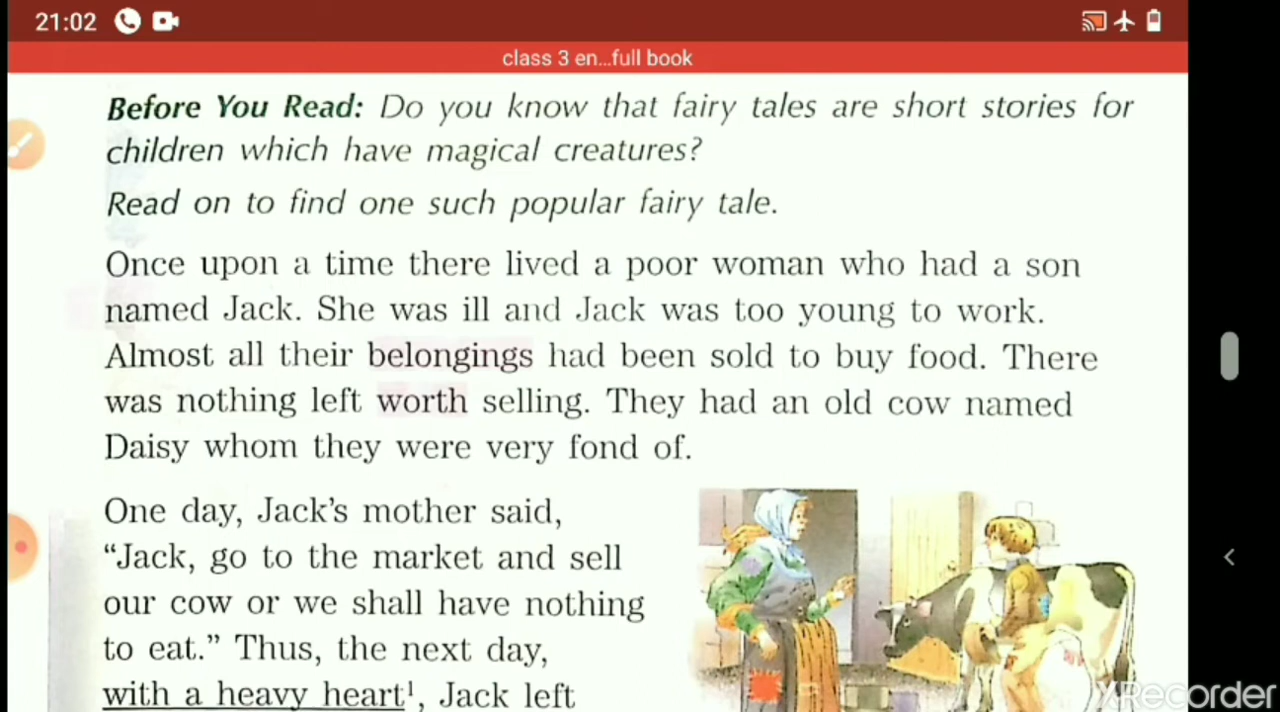 21:02
class 3 en...full book
Before You Read: Do you know that fairy tales are short stories for
children which have magical creatures?
Read on to find one such popular fairy tale.
Once upon a time there lived a poor woman who had a son
named Jack. She was ill and Jack was too young to work.
Almost all their belongings had been sold to buy food. There
was nothing left worth selling. They had an old cow named
Daisy whom they were very fond of.
One day, Jack's mother said,
“Jack, go to the market and sell
our cow or we shall have nothing
to eat.” Thus, the next day,
with a heavy heart¹, Jack left
XRecorder